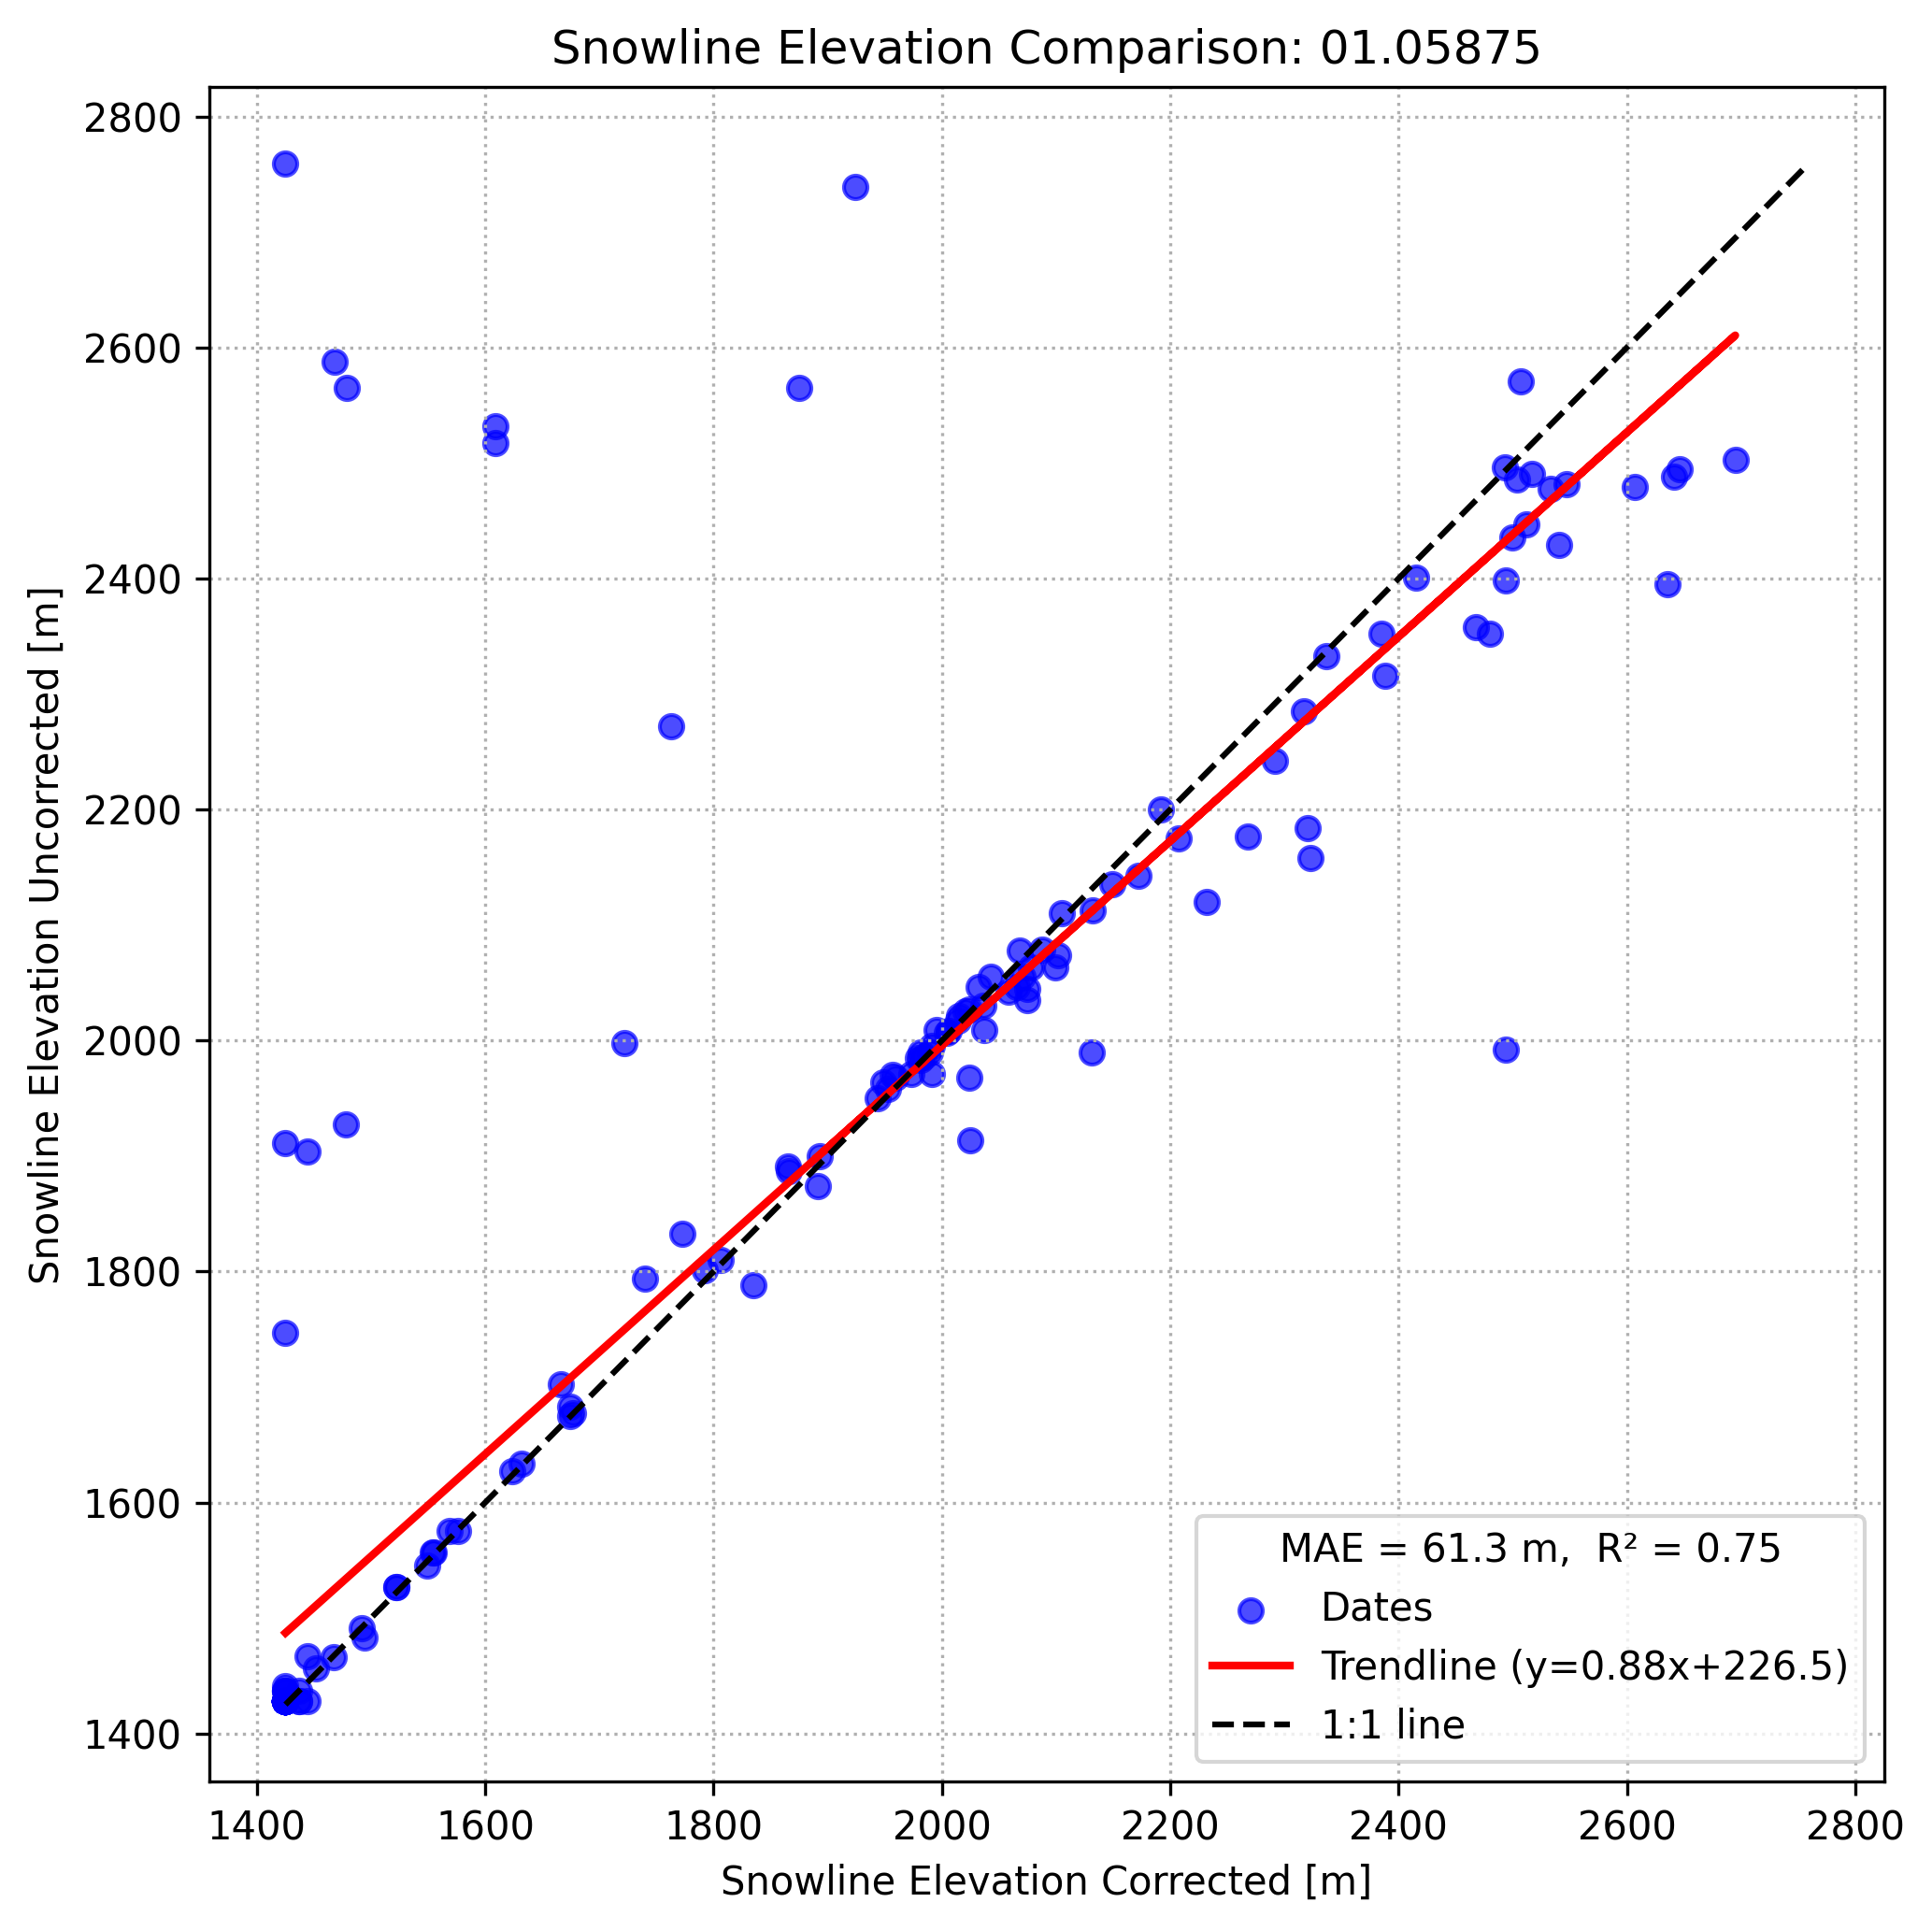 Snowline Elevation Comparison: 01.05875
Snowline Elevation Uncorrected [m]
2800
2600
2400
2200
2000
1800
1600
1400
MAE = 61.3 m,  R² = 0.75
Dates
Trendline (y=0.88x+226.5)
1:1 line
1400 1600 1800 2000 2200 2400 2600 2800
Snowline Elevation Corrected [m]